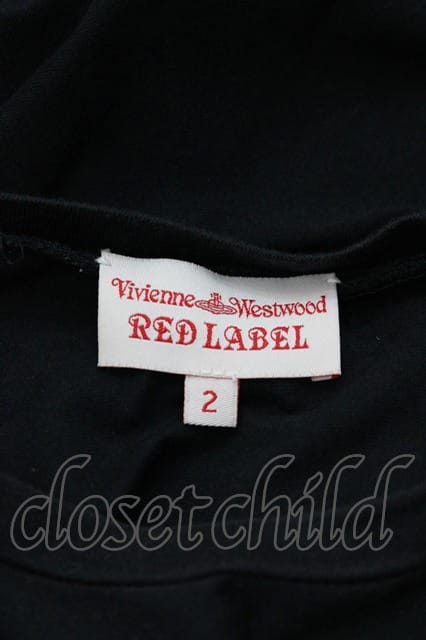 Vivienne Westwood
RED LABEL
2
closetchild